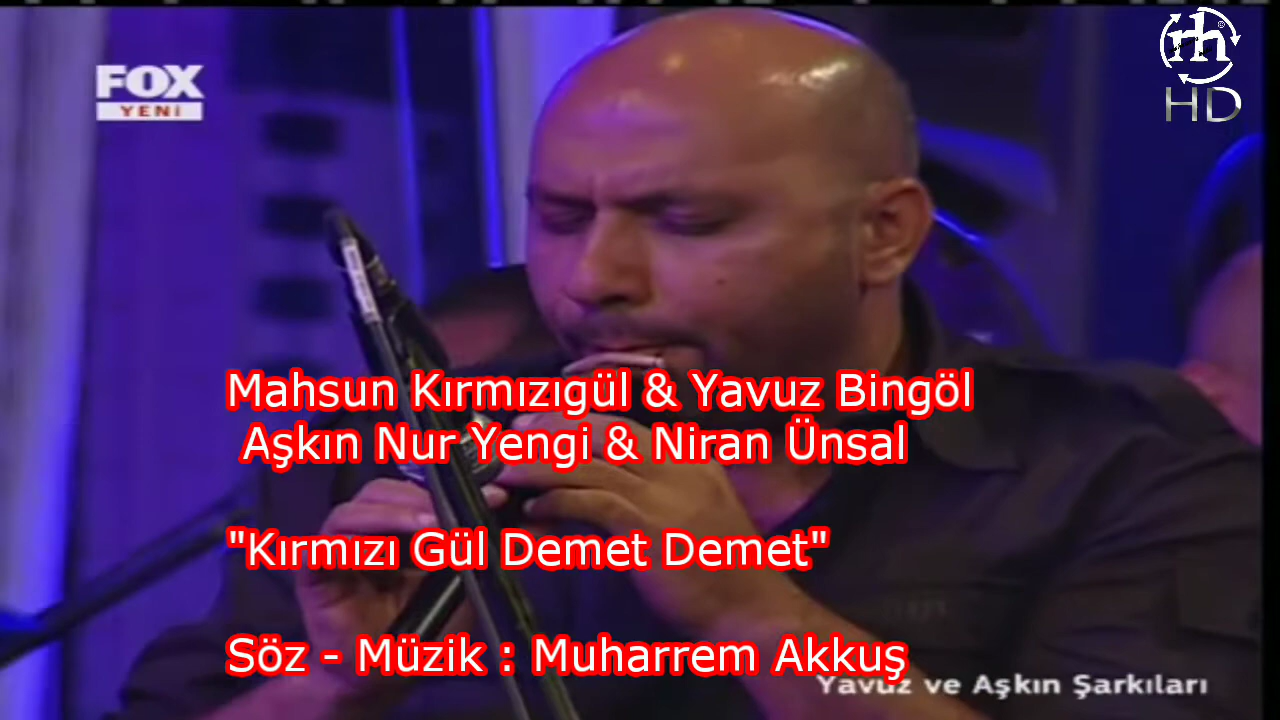 FOX
YENİ
HD
Mahsun Kırmızıgül & Yavuz Bingöl
Aşkın Nur Yengi & Niran Ünsal
"Kırmızı Gül Demet Demet"
Söz - Müzik : Muharrem Akkuş
Yavuz ve Aşkın Şarkıları